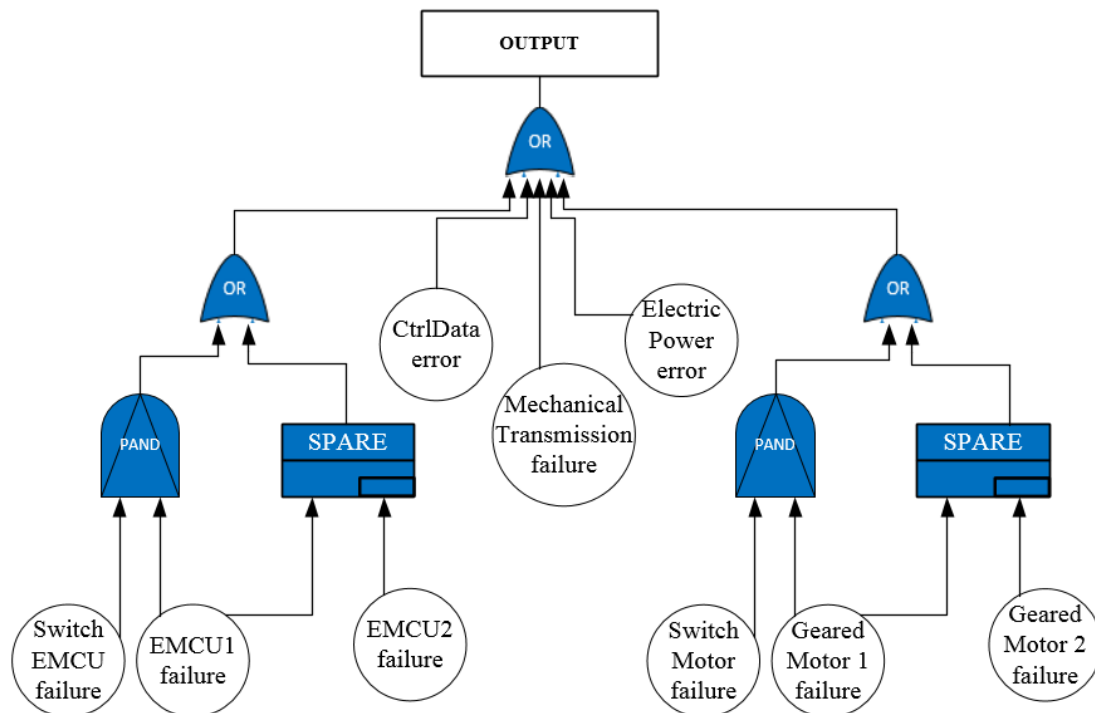 OUTPUT
OR
OR
OR
CtrlData
error
Electric
Power
error
Mechanical
Transmission
failure
PAND
SPARE
PAND
SPARE
Switch
EMCU
failure
EMCU1
failure
EMCU2
failure
Switch
Motor
failure
Geared
Motor 1
failure
Geared
Motor 2
failure